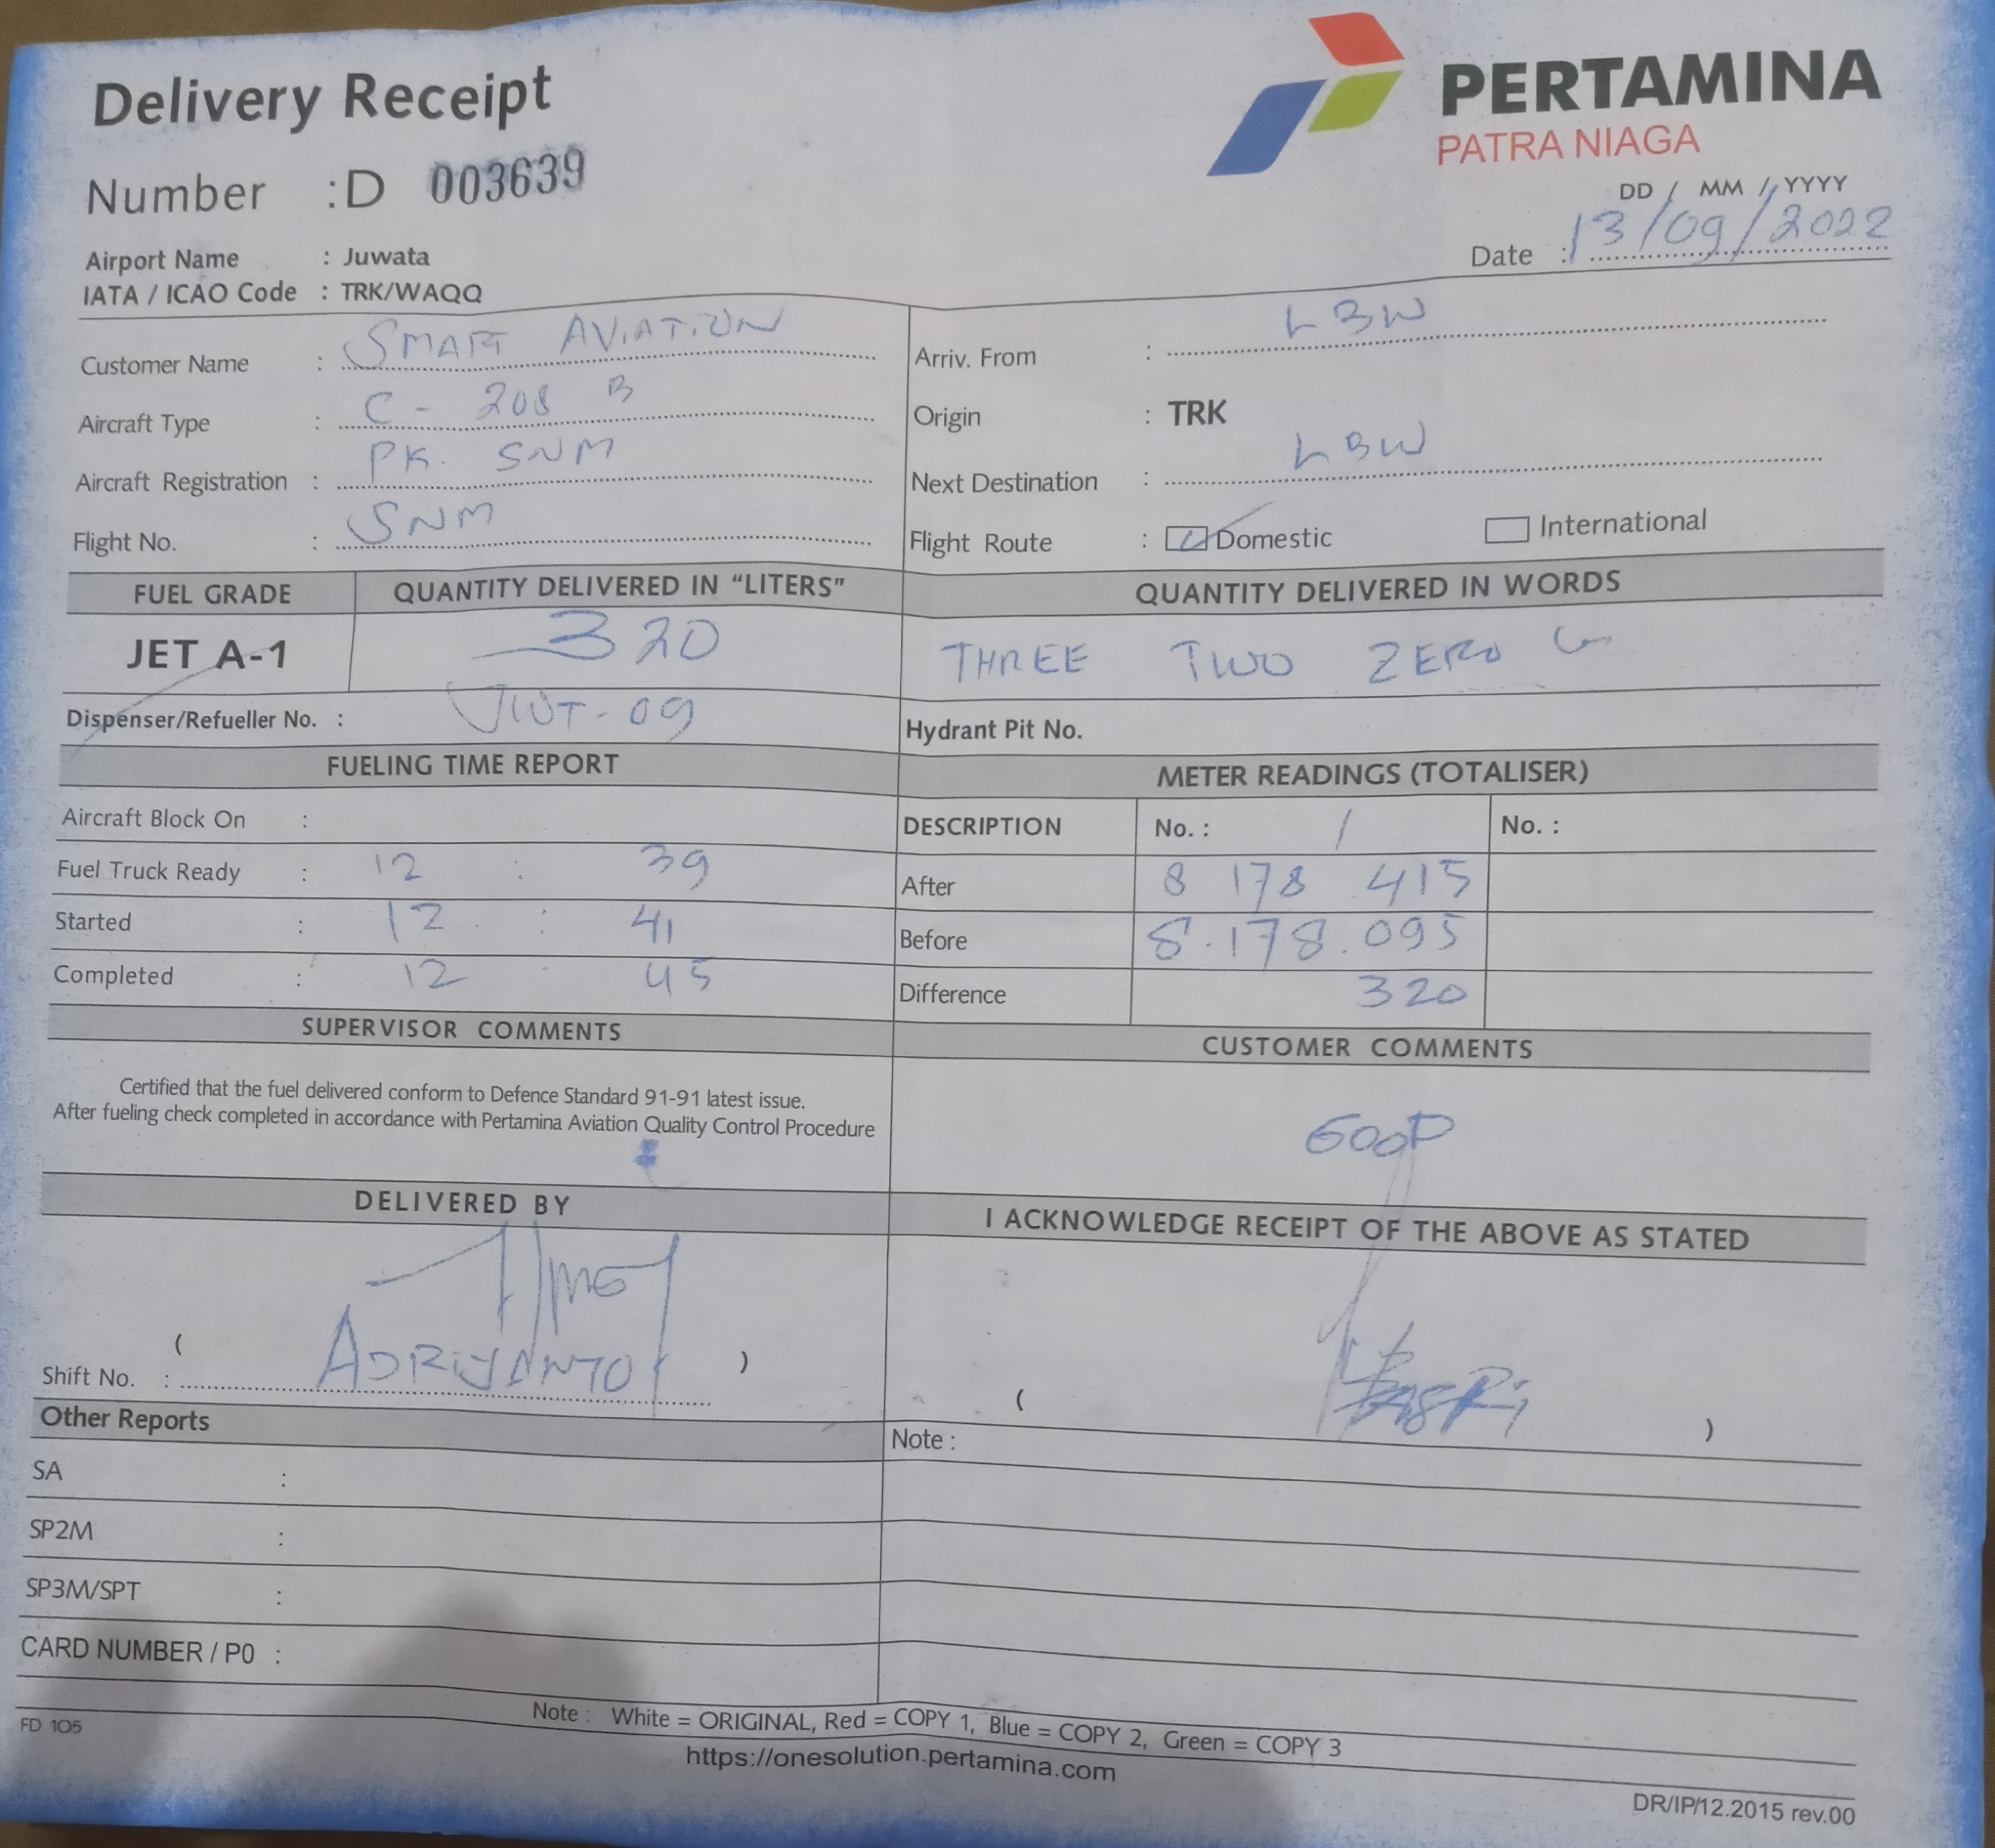 Delivery Receipt
PERTAMINA
PATRA NIAGA
Number : D 003639
DD / MM / YYYY
Date : 13/09/2022
Airport Name : Juwata
IATA / ICAO Code : TRK/WAQQ
Customer Name : SMART AVIATION
Aircraft Type : C - 208 B
Aircraft Registration : PK. SNM
Flight No. : SNM
Arriv. From : LBW
Origin : TRK
Next Destination : LBW
Flight Route : Domestic International
FUEL GRADE QUANTITY DELIVERED IN "LITERS" QUANTITY DELIVERED IN WORDS
JET A-1 320 THREE TWO ZERO
Dispenser/Refueller No. : JWT-09 Hydrant Pit No.
FUELING TIME REPORT
Aircraft Block On :
Fuel Truck Ready : 12 : 39
Started : 12 : 41
Completed : 12 : 45
METER READINGS (TOTALISER)
DESCRIPTION No. : 1 No. :
After 8 178 415
Before 8.178.095
Difference 320
SUPERVISOR COMMENTS
Certified that the fuel delivered conform to Defence Standard 91-91 latest issue.
After fueling check completed in accordance with Pertamina Aviation Quality Control Procedure
CUSTOMER COMMENTS
GOOD
DELIVERED BY
( ADRIYANTO )
Shift No. :
I ACKNOWLEDGE RECEIPT OF THE ABOVE AS STATED
( )
Other Reports
SA :
SP2M :
SP3M/SPT :
CARD NUMBER / P0 :
Note :
Note : White = ORIGINAL, Red = COPY 1, Blue = COPY 2, Green = COPY 3
FD 105
https://onesolution.pertamina.com
DR/IP/12.2015 rev.00